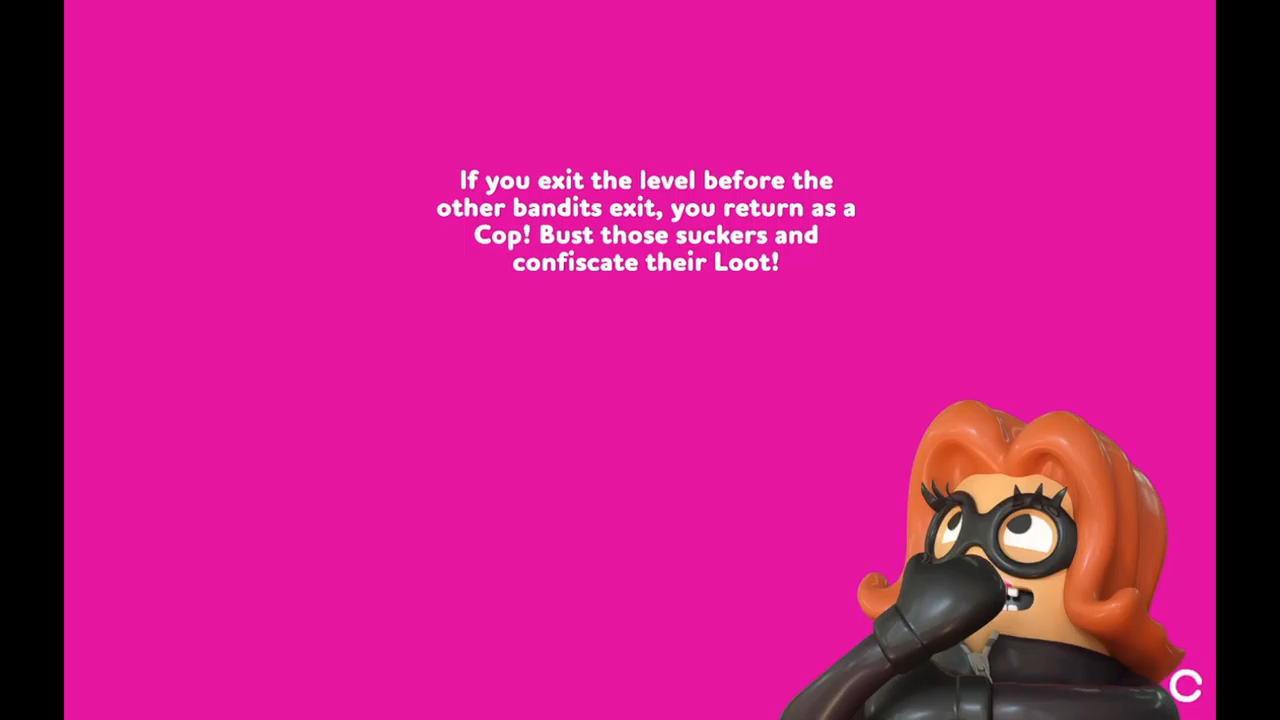 If you exit the level before the
other bandits exit, you return as a
Cop! Bust those suckers and
confiscate their Loot!